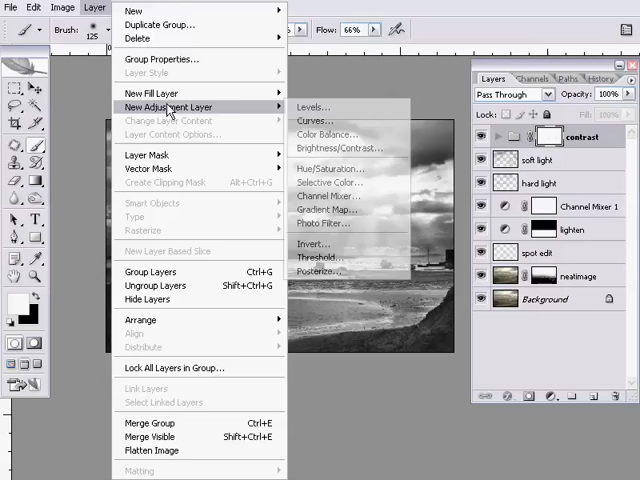 File Edit Image Layer
Brush: 125 Flow: 66%
New
Duplicate Group...
Delete
Group Properties...
Layer Style
New Fill Layer
New Adjustment Layer
Change Layer Content
Layer Content Options...
Layer Mask
Vector Mask
Create Clipping Mask Alt+Ctrl+G
Smart Objects
Type
Rasterize
New Layer Based Slice
Group Layers Ctrl+G
Ungroup Layers Shift+Ctrl+G
Hide Layers
Arrange
Align
Distribute
Lock All Layers in Group...
Link Layers
Select Linked Layers
Merge Group Ctrl+E
Merge Visible Shift+Ctrl+E
Flatten Image
Matting
Levels...
Curves...
Color Balance...
Brightness/Contrast...
Hue/Saturation...
Selective Color...
Channel Mixer...
Gradient Map...
Photo Filter...
Invert...
Threshold...
Posterize...
Layers Channels Paths History
Pass Through Opacity: 100%
Lock: Fill: 100%
contrast
soft light
hard light
Channel Mixer 1
lighten
spot edit
neatimage
Background